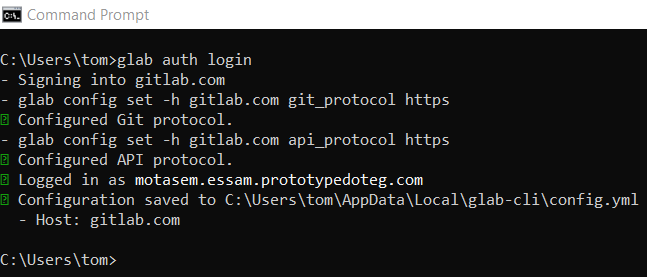 Command Prompt
C:\Users\tom>glab auth login
- Signing into gitlab.com
- glab config set -h gitlab.com git_protocol https
Configured Git protocol.
- glab config set -h gitlab.com api_protocol https
Configured API protocol.
Logged in as motasem.essam.prototypedoteg.com
Configuration saved to C:\Users\tom\AppData\Local\glab-cli\config.yml
- Host: gitlab.com
C:\Users\tom>